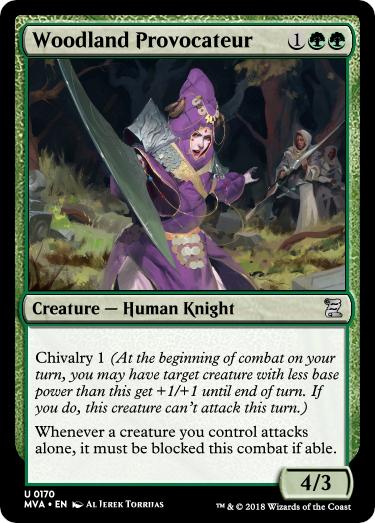 Woodland Provocateur 1
Creature — Human Knight
Chivalry 1 (At the beginning of combat on your
turn, you may have target creature with less base
power than this get +1/+1 until end of turn. If
you do, this creature can't attack this turn.)
Whenever a creature you control attacks
alone, it must be blocked this combat if able.
4/3
U 0170
MVA • EN Al Jerek Torrijas
™ & © 2018 Wizards of the Coast